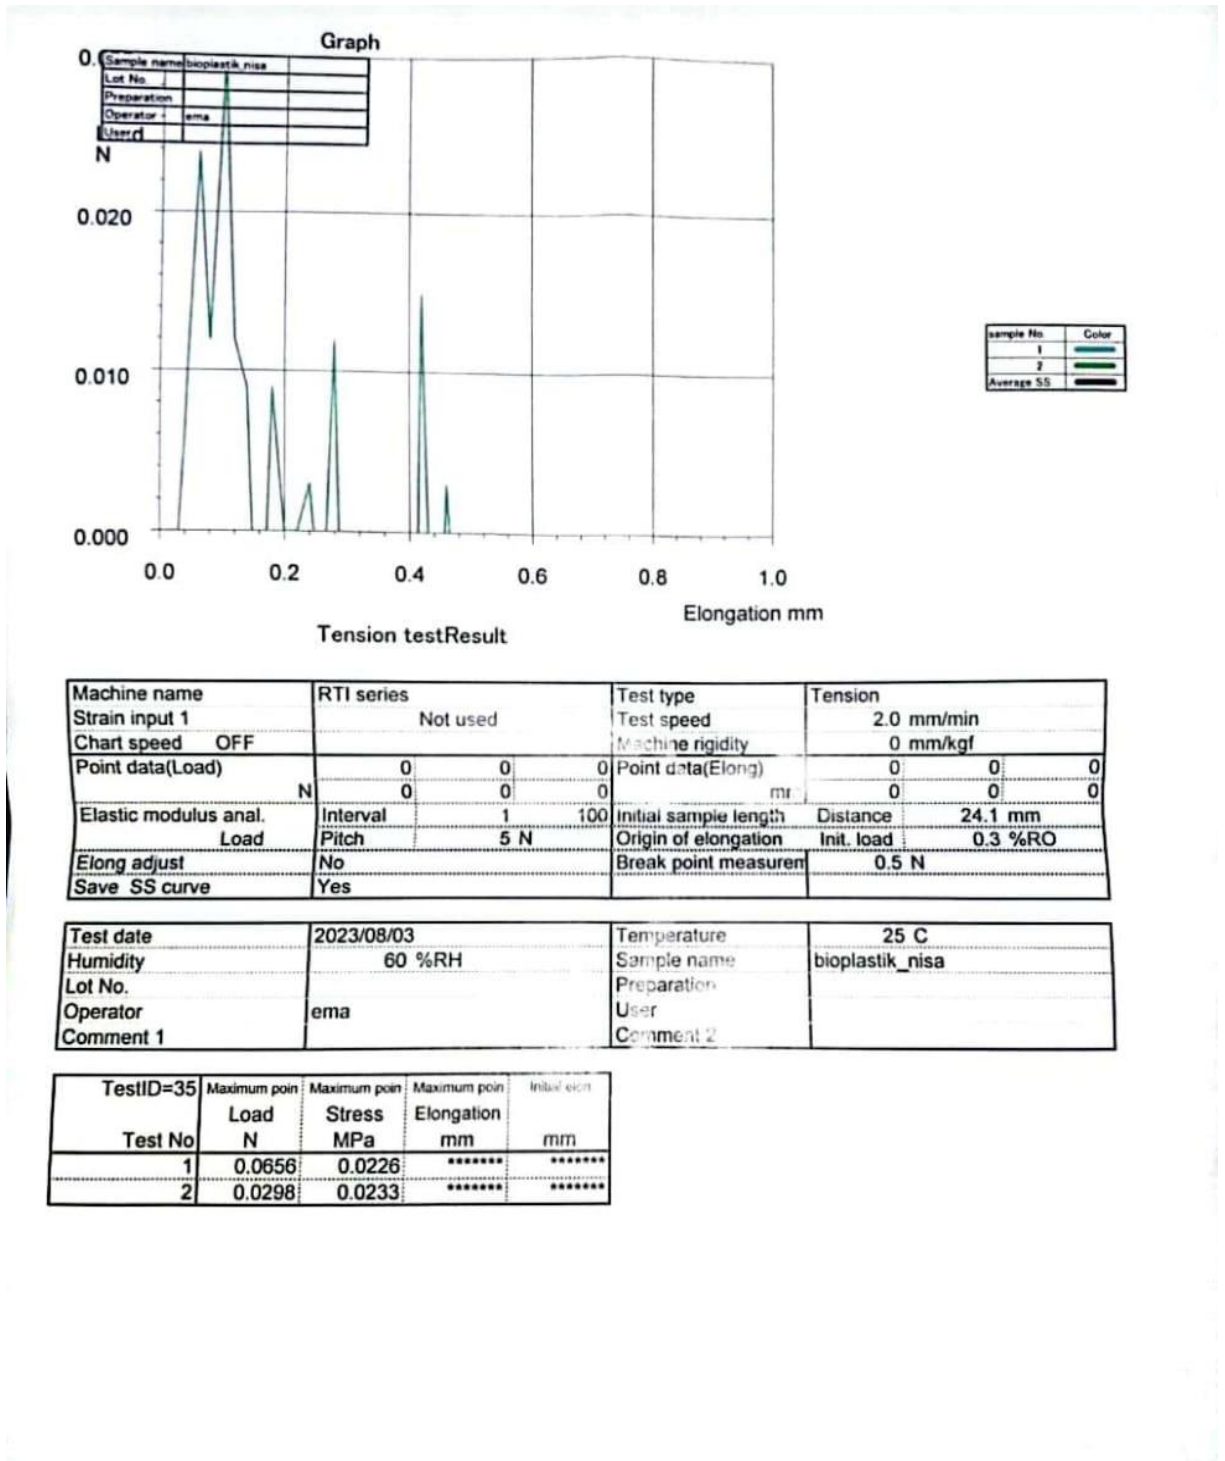 Graph
0.
Sample name bioplastik_nisa
Lot No.
Preparation
Operator ema
User
N
0.020
0.010
0.000
0.0 0.2 0.4 0.6 0.8 1.0
Elongation mm
sample No. Color
1
2
Average SS
Tension testResult
Machine name RTI series Test type Tension
Strain input 1 Not used Test speed 2.0 mm/min
Chart speed OFF Machine rigidity 0 mm/kgf
Point data(Load) 0 0 0 Point data(Elong) 0 0 0
N 0 0 0 0 0 0
Elastic modulus anal. Interval 1 100 Initial sample length Distance 24.1 mm
Load Pitch 5 N Origin of elongation Init. load 0.3 %RO
Elong adjust No Break point measurem 0.5 N
Save SS curve Yes
Test date 2023/08/03 Temperature 25 C
Humidity 60 %RH Sample name bioplastik_nisa
Lot No. Preparation
Operator ema User
Comment 1 Comment 2
TestID=35 Maximum poin Maximum poin Maximum poin Initial elon
Load Stress Elongation
Test No N MPa mm mm
1 0.0656 0.0226 ******* *******
2 0.0298 0.0233 ******* *******